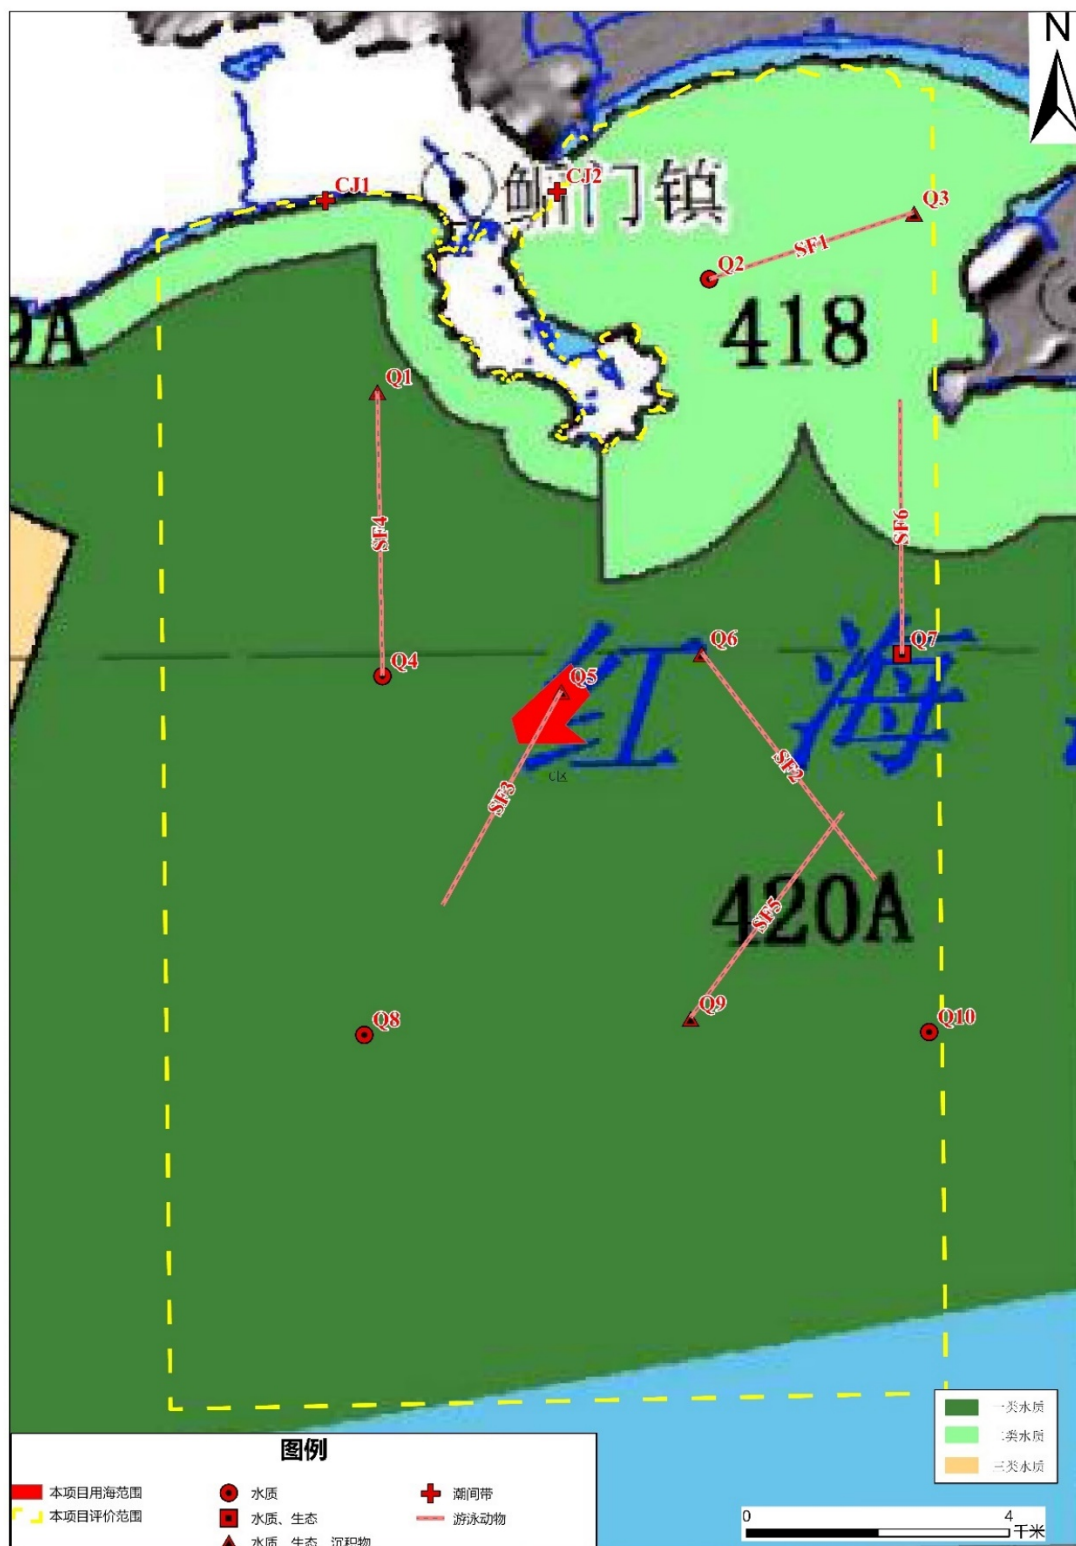 N
CJ1
CJ2
鮜门镇
Q3
SF1
Q2
418
9A
Q1
SF4
SF6
Q6
Q7
Q4
Q5
红海
SF2
C区
SF3
420A
SF5
Q9
Q8
Q10
一类水质
二类水质
三类水质
图例
本项目用海范围
水质
潮间带
本项目评价范围
水质、生态
游泳动物
水质、生态、沉积物
0
4
千米